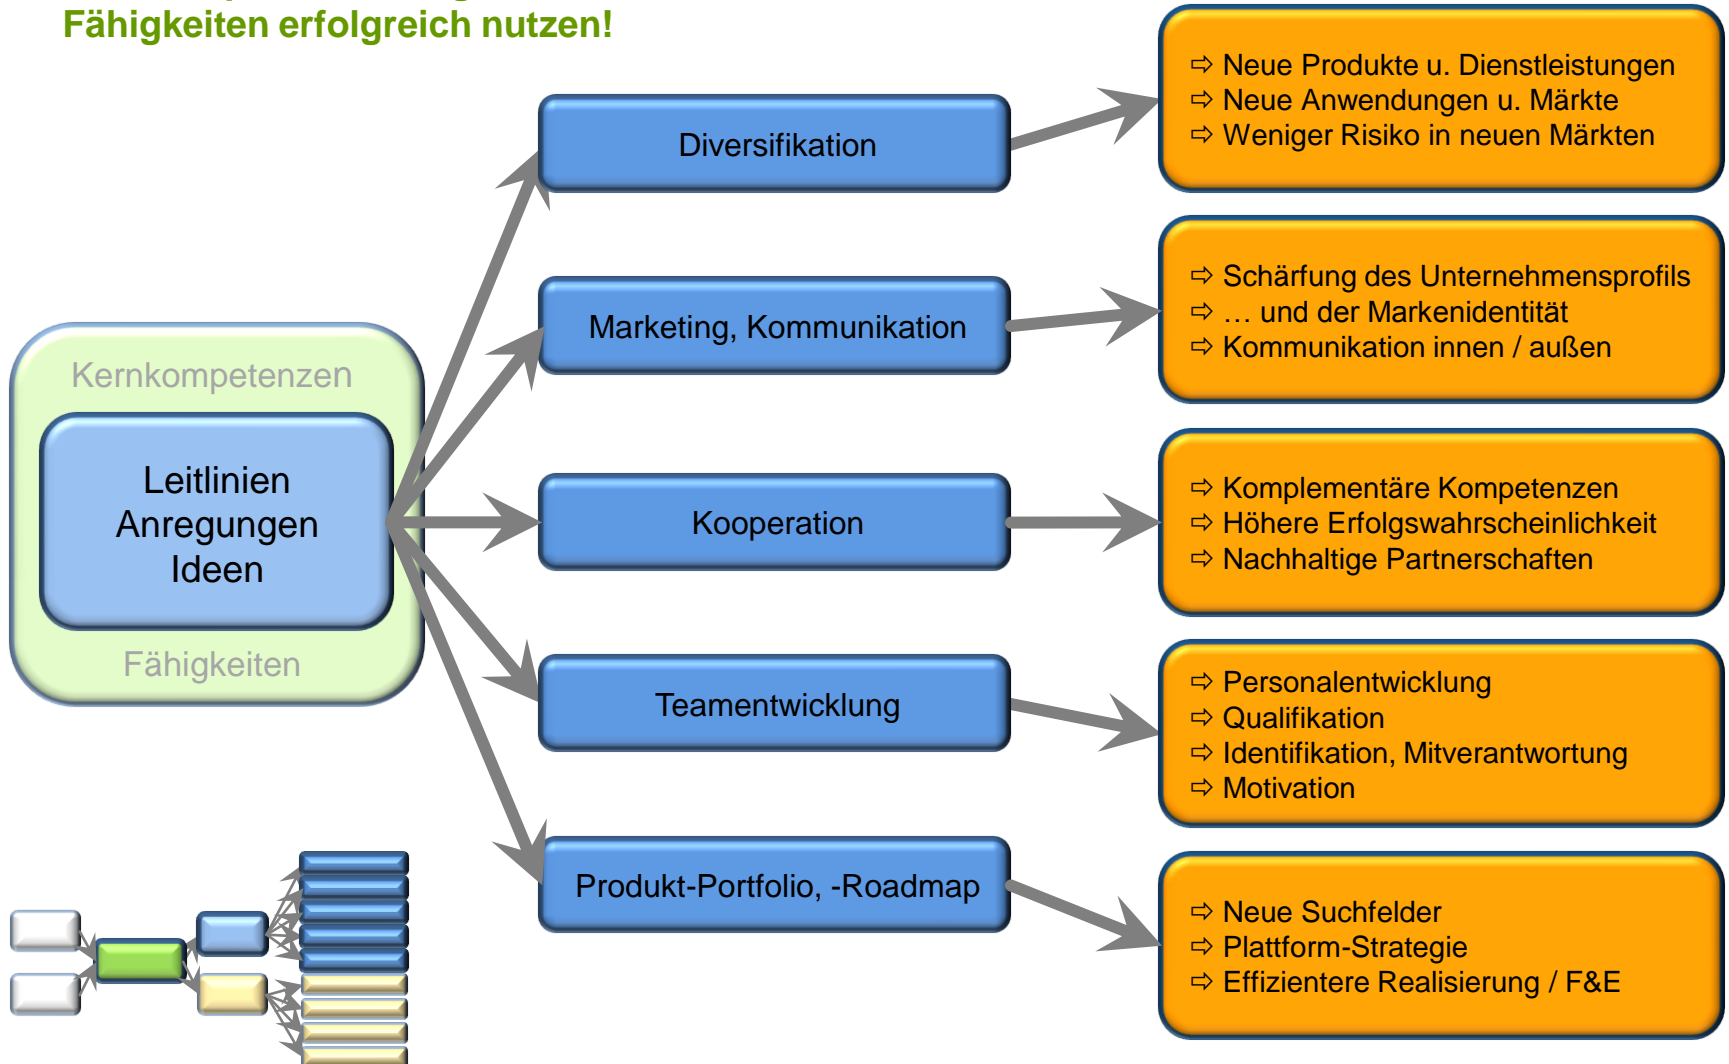 Fähigkeiten erfolgreich nutzen!
Kernkompetenzen
Leitlinien
Anregungen
Ideen
Fähigkeiten
Diversifikation
Marketing, Kommunikation
Kooperation
Teamentwicklung
Produkt-Portfolio, -Roadmap
⇨ Neue Produkte u. Dienstleistungen
⇨ Neue Anwendungen u. Märkte
⇨ Weniger Risiko in neuen Märkten
⇨ Schärfung des Unternehmensprofils
⇨ … und der Markenidentität
⇨ Kommunikation innen / außen
⇨ Komplementäre Kompetenzen
⇨ Höhere Erfolgswahrscheinlichkeit
⇨ Nachhaltige Partnerschaften
⇨ Personalentwicklung
⇨ Qualifikation
⇨ Identifikation, Mitverantwortung
⇨ Motivation
⇨ Neue Suchfelder
⇨ Plattform-Strategie
⇨ Effizientere Realisierung / F&E